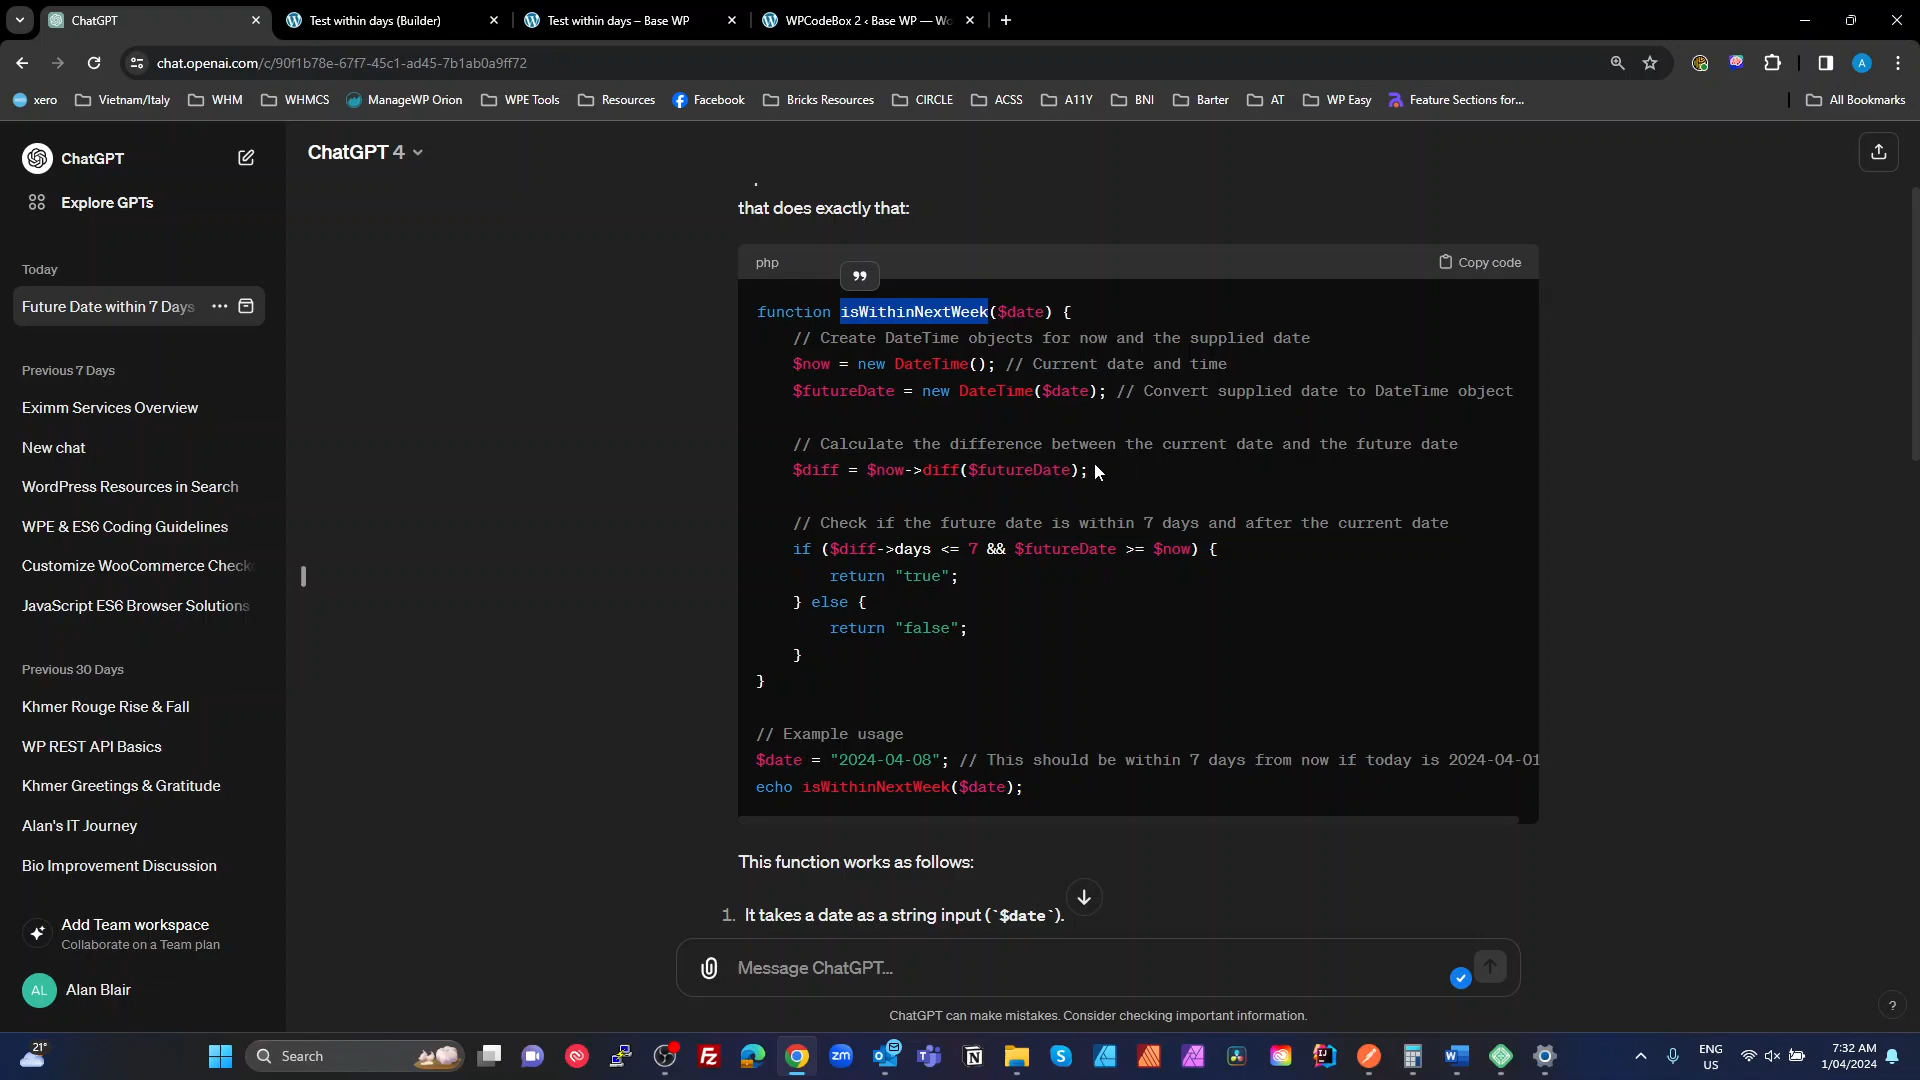 ChatGPT
Test within days (Builder)
Test within days – Base WP
WPCodeBox 2 ‹ Base WP — Wo
chat.openai.com/c/90f1b78e-67f7-45c1-ad45-7b1ab0a9ff72
A
xero
Vietnam/Italy
WHM
WHMCS
ManageWP Orion
WPE Tools
Resources
Facebook
Bricks Resources
CIRCLE
ACSS
A11Y
BNI
Barter
AT
WP Easy
Feature Sections for...
All Bookmarks
ChatGPT
Explore GPTs
Today
Future Date within 7 Days
Previous 7 Days
Eximm Services Overview
New chat
WordPress Resources in Search
WPE & ES6 Coding Guidelines
Customize WooCommerce Check
JavaScript ES6 Browser Solutions
Previous 30 Days
Khmer Rouge Rise & Fall
WP REST API Basics
Khmer Greetings & Gratitude
Alan's IT Journey
Bio Improvement Discussion
Add Team workspace
Collaborate on a Team plan
AL
Alan Blair
ChatGPT 4
that does exactly that:
php
Copy code
function isWithinNextWeek($date) {
// Create DateTime objects for now and the supplied date
$now = new DateTime(); // Current date and time
$futureDate = new DateTime($date); // Convert supplied date to DateTime object
// Calculate the difference between the current date and the future date
$diff = $now->diff($futureDate);
// Check if the future date is within 7 days and after the current date
if ($diff->days <= 7 && $futureDate >= $now) {
return "true";
} else {
return "false";
}
}
// Example usage
$date = "2024-04-08"; // This should be within 7 days from now if today is 2024-04-01
echo isWithinNextWeek($date);
This function works as follows:
1. It takes a date as a string input (`$date`).
Message ChatGPT...
ChatGPT can make mistakes. Consider checking important information.
?
21°
Search
zm
ENG
US
7:32 AM
1/04/2024